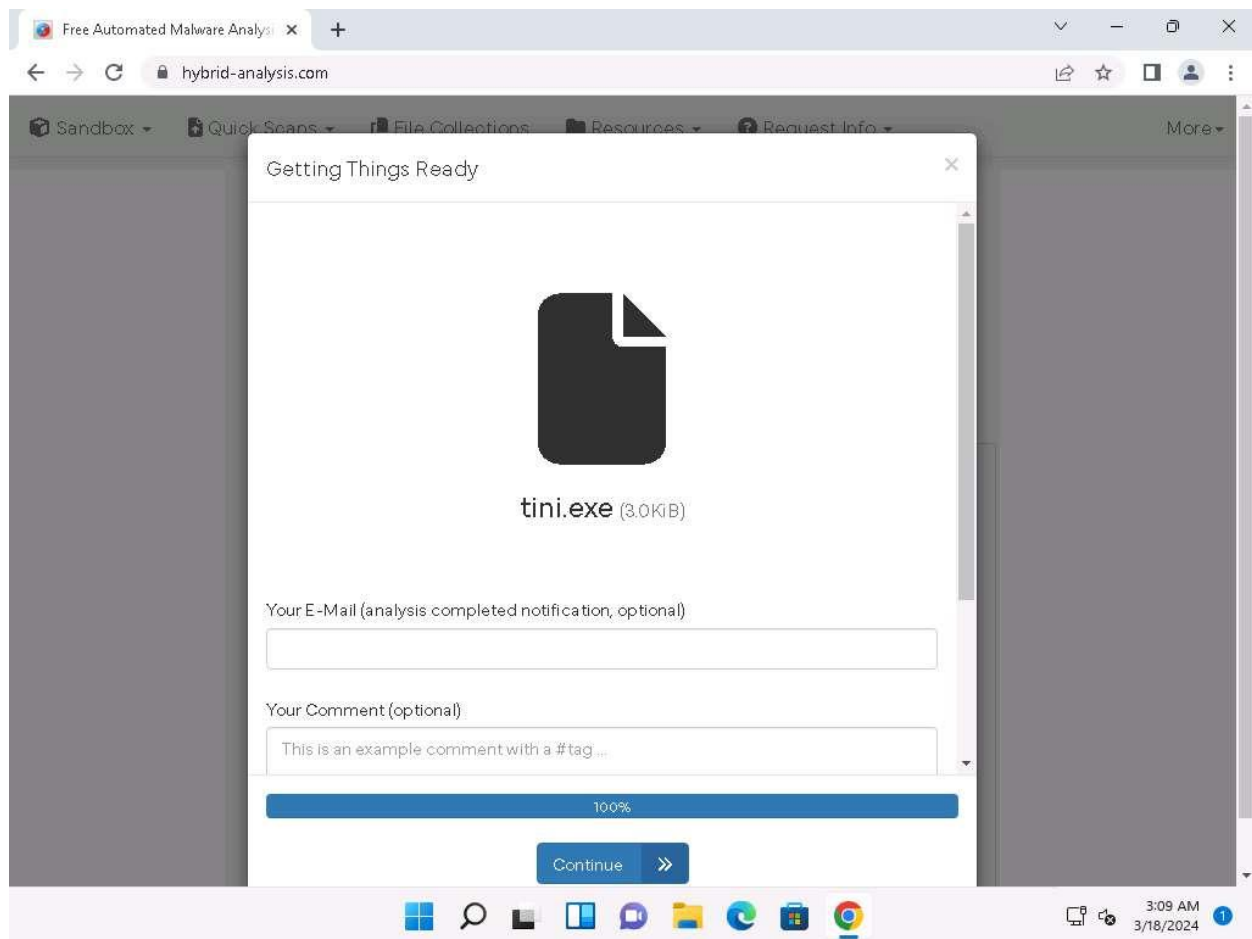 Free Automated Malware Analysi
hybrid-analysis.com
Sandbox Quick Scans File Collections Resources Request Info More
Getting Things Ready
tini.exe (3.0KiB)
Your E-Mail (analysis completed notification, optional)
Your Comment (optional)
This is an example comment with a #tag ...
100%
Continue
3:09 AM
3/18/2024
1